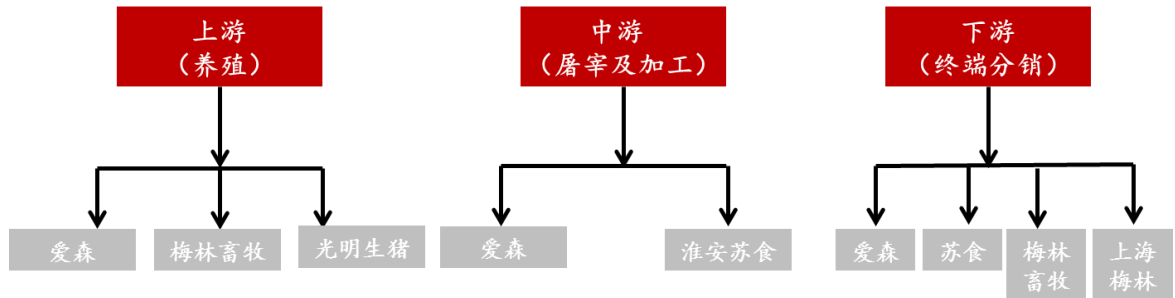 上游
（养殖）
中游
（屠宰及加工）
下游
（终端分销）
爱森
梅林畜牧
光明生猪
爱森
淮安苏食
爱森
苏食
梅林
畜牧
上海
梅林